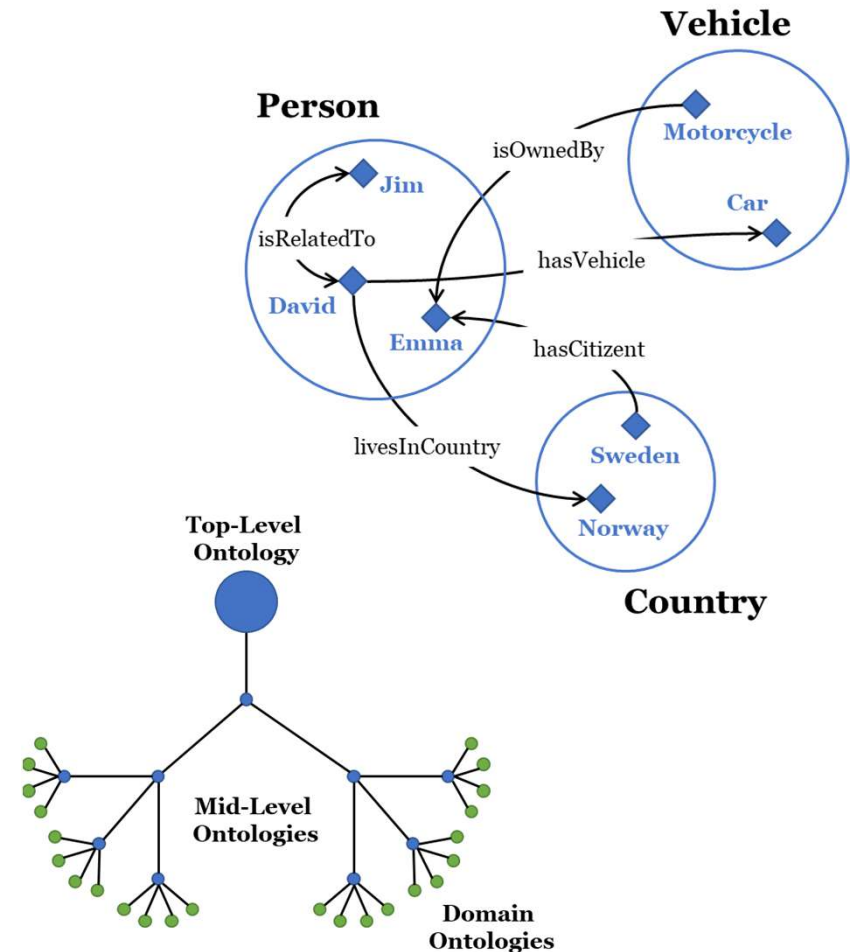 Vehicle
Person
Motorcycle
isOwnedBy
Jim
Car
isRelatedTo
hasVehicle
David
Emma
hasCitizent
livesInCountry
Sweden
Norway
Country
Top-Level
Ontology
Mid-Level
Ontologies
Domain
Ontologies